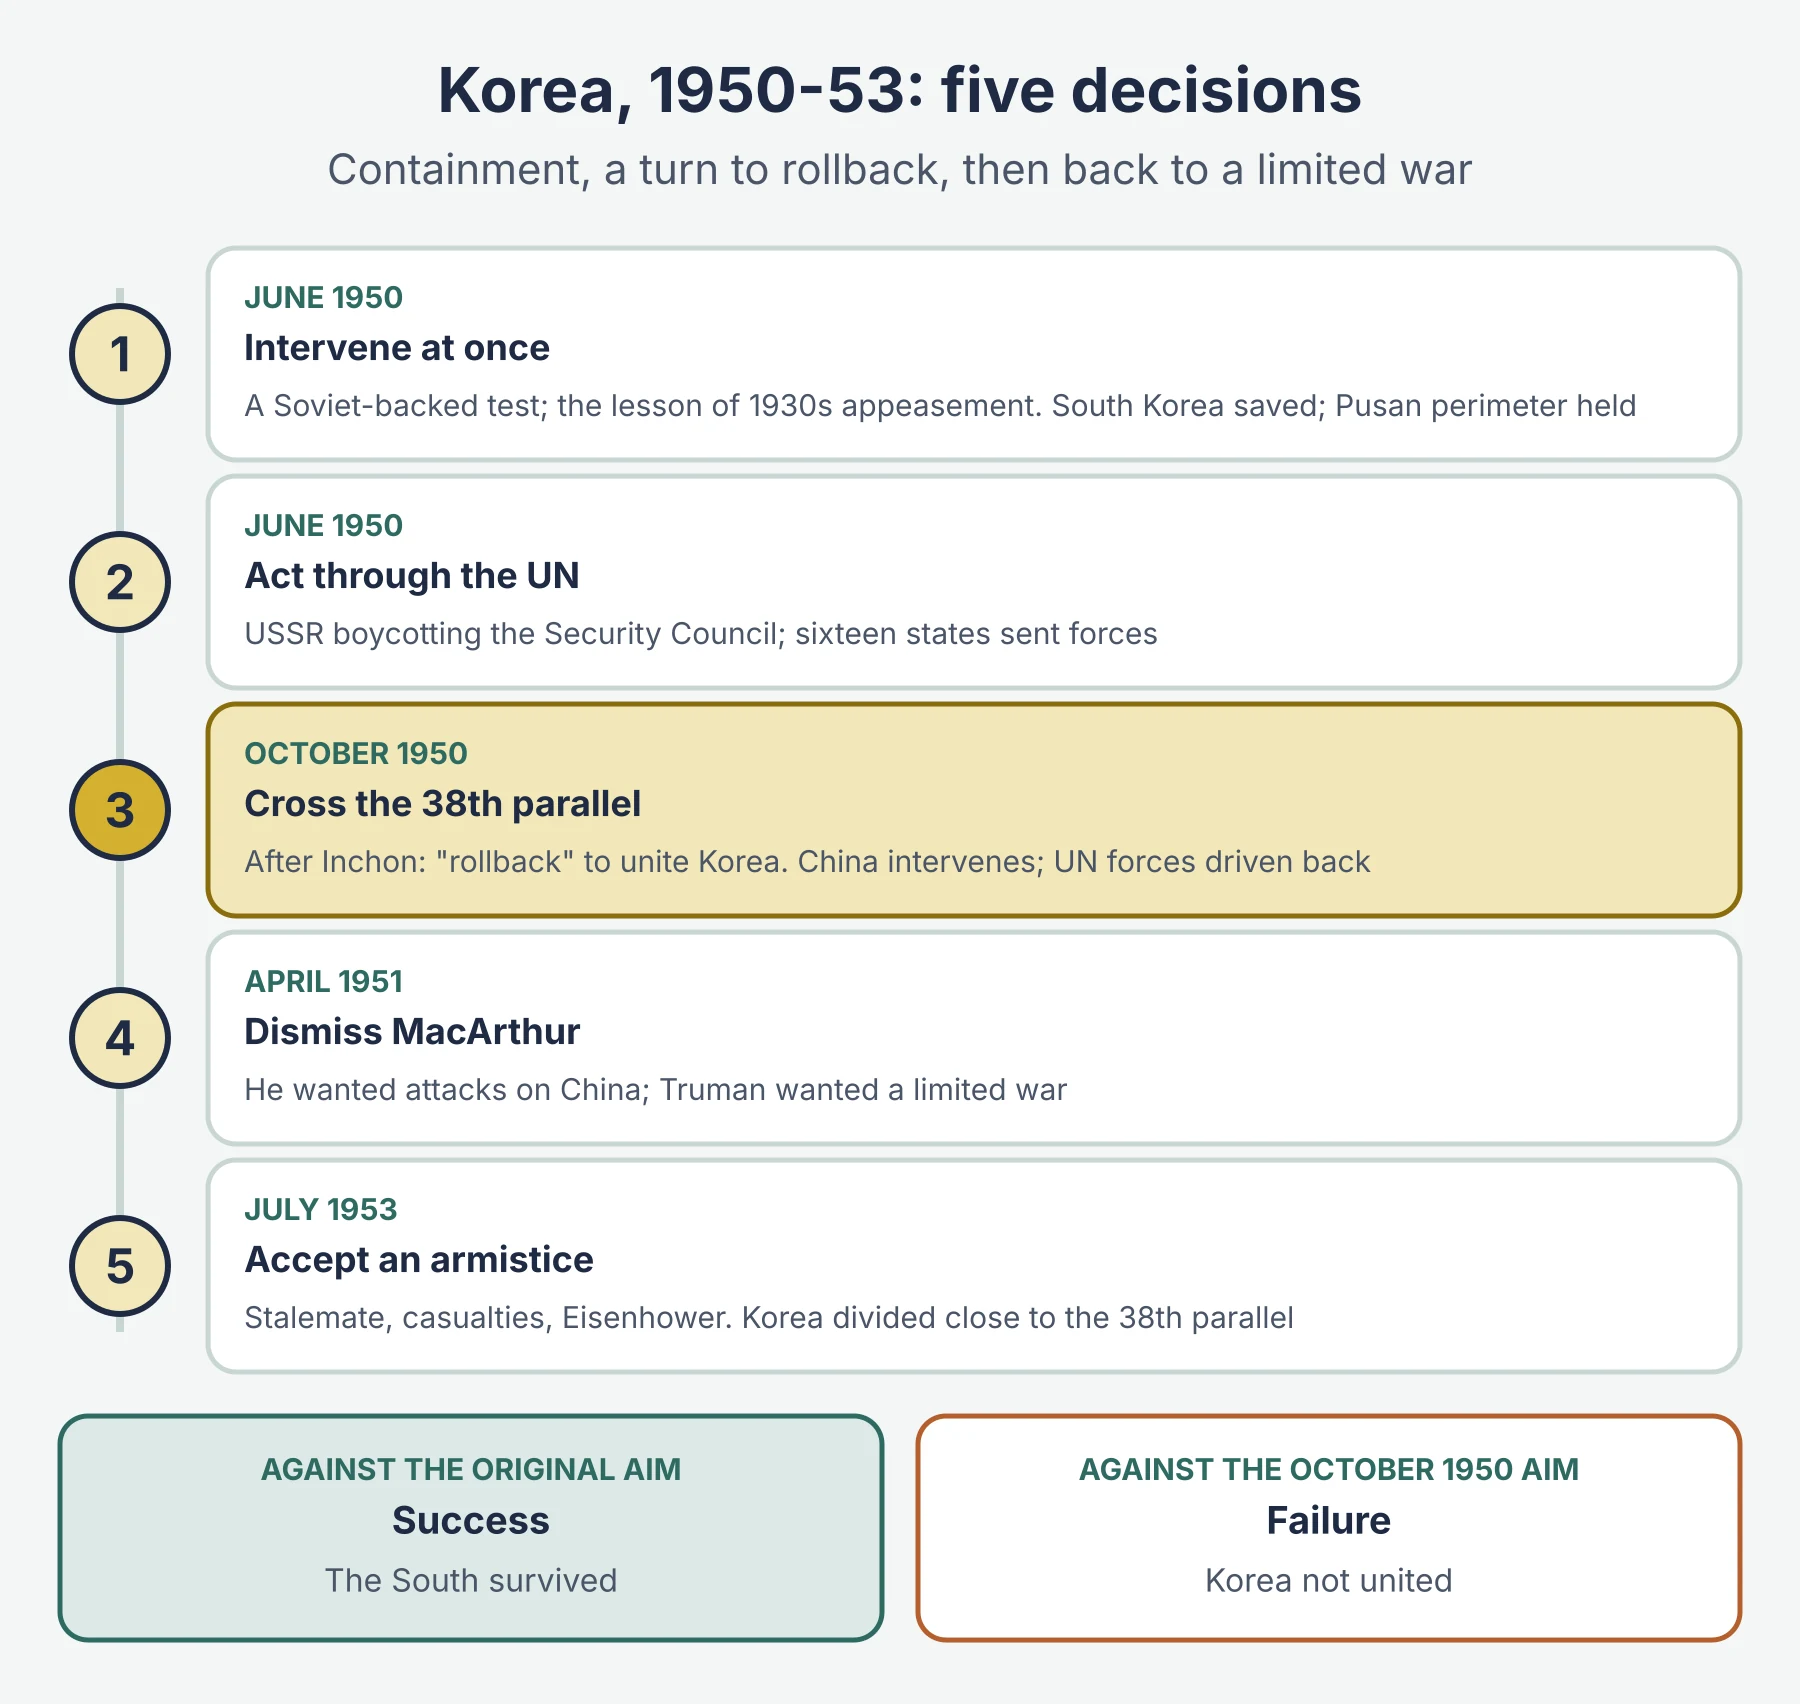 Korea, 1950-53: five decisions
Containment, a turn to rollback, then back to a limited war
1
JUNE 1950
Intervene at once
A Soviet-backed test; the lesson of 1930s appeasement. South Korea saved; Pusan perimeter held
2
JUNE 1950
Act through the UN
USSR boycotting the Security Council; sixteen states sent forces
3
OCTOBER 1950
Cross the 38th parallel
After Inchon: "rollback" to unite Korea. China intervenes; UN forces driven back
4
APRIL 1951
Dismiss MacArthur
He wanted attacks on China; Truman wanted a limited war
5
JULY 1953
Accept an armistice
Stalemate, casualties, Eisenhower. Korea divided close to the 38th parallel
AGAINST THE ORIGINAL AIM
Success
The South survived
AGAINST THE OCTOBER 1950 AIM
Failure
Korea not united